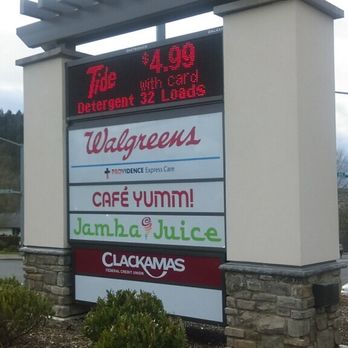 Tide $4.99
with card
Detergent 32 Loads
Walgreens
PROVIDENCE Express Care
CAFÉ YUMM!
Jamba Juice
CLACKAMAS
FEDERAL CREDIT UNION